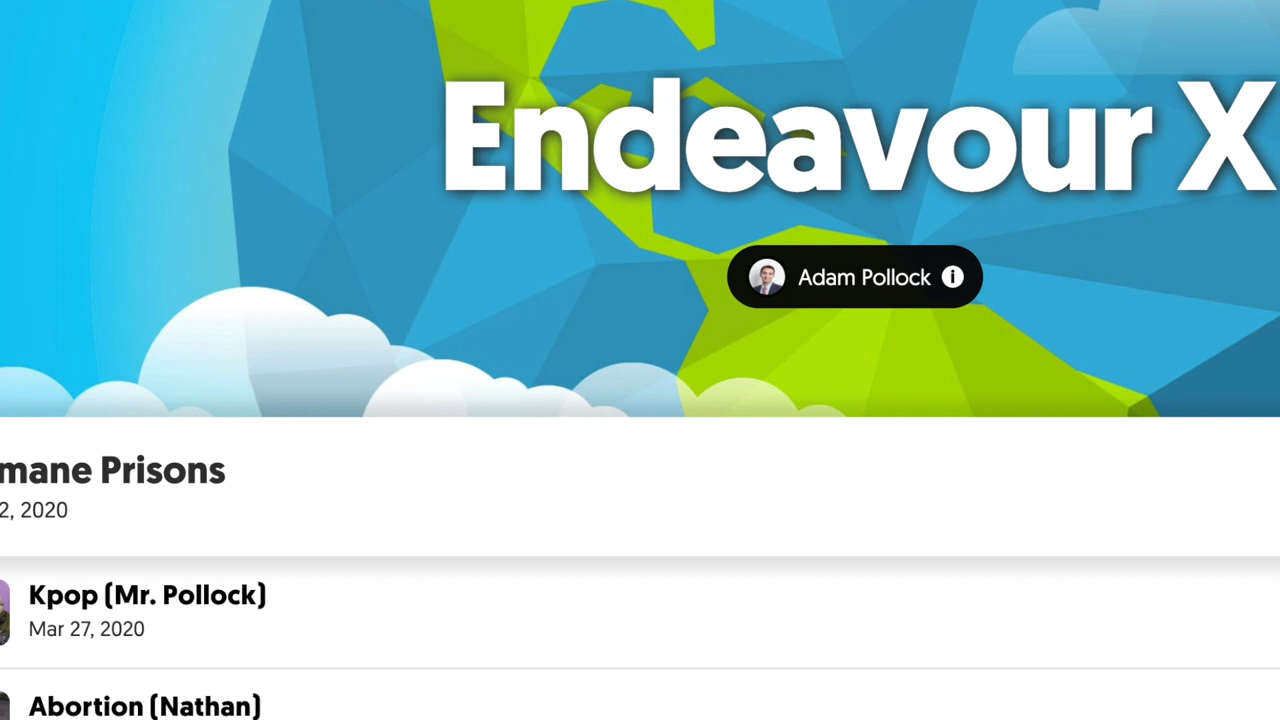 Endeavour X
Adam Pollock
mane Prisons
2, 2020
Kpop (Mr. Pollock)
Mar 27, 2020
Abortion (Nathan)